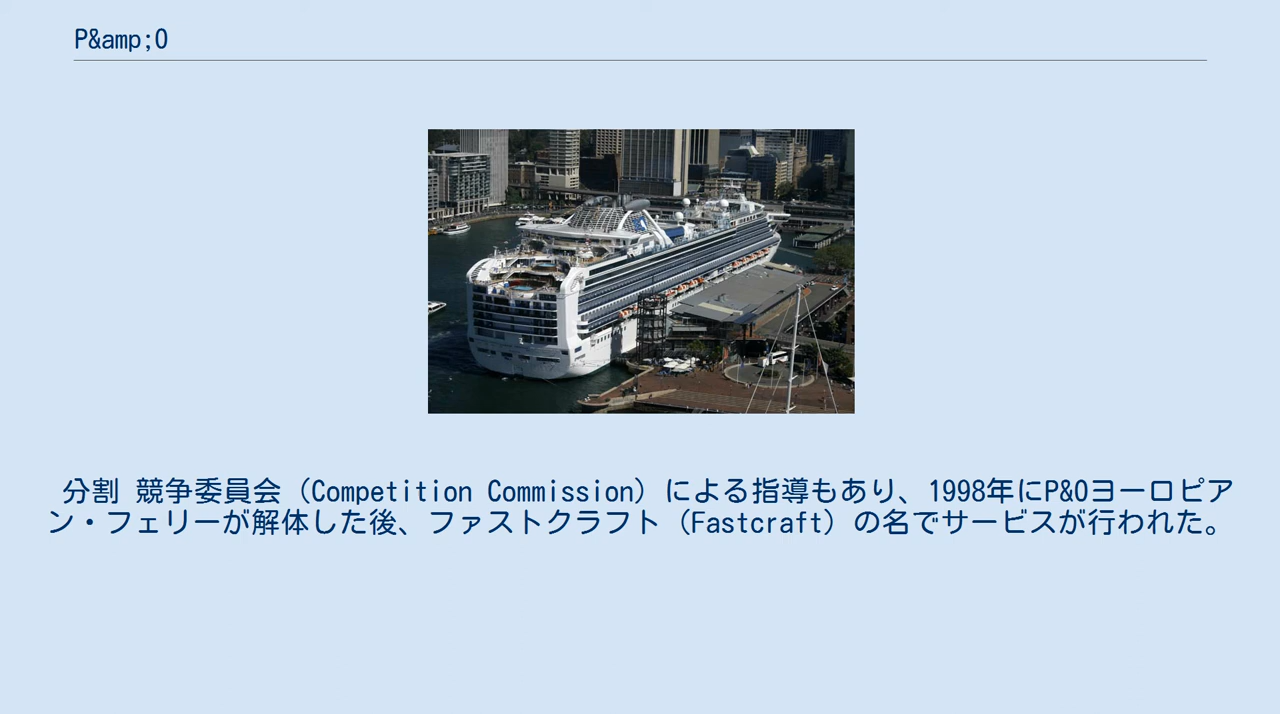 P&amp;O
分割 競争委員会（Competition Commission）による指導もあり、1998年にP&Oヨーロピア
ン・フェリーが解体した後、ファストクラフト（Fastcraft）の名でサービスが行われた。